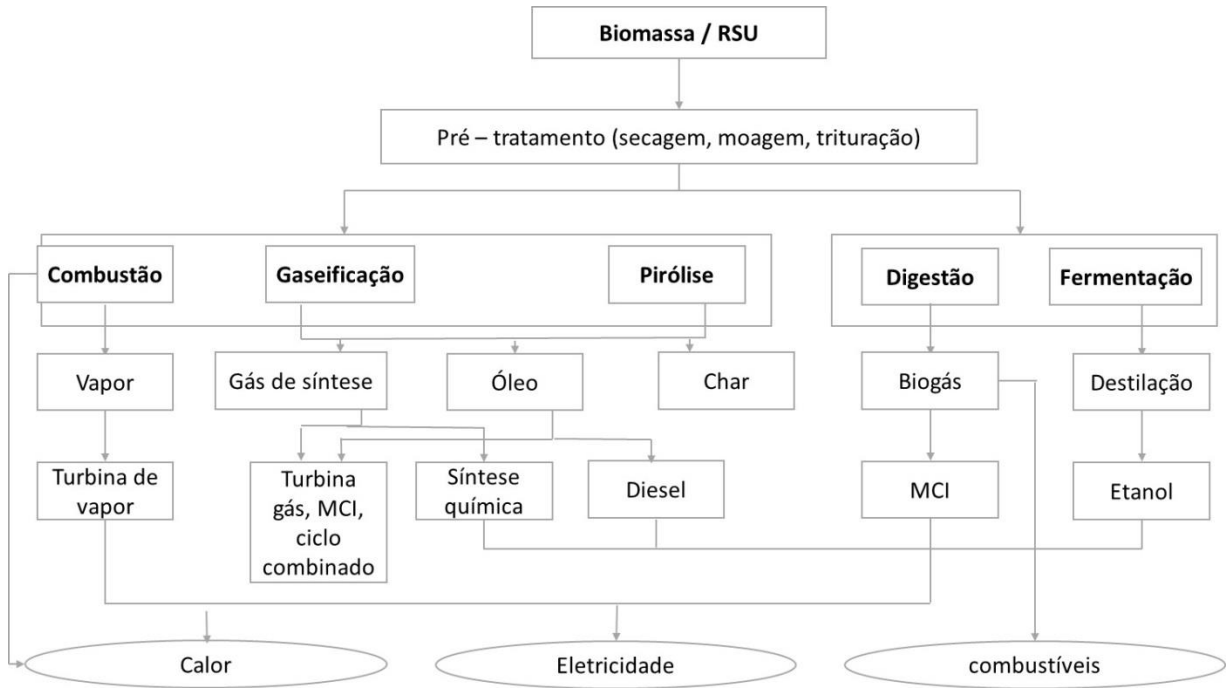 Biomassa / RSU
Pré – tratamento (secagem, moagem, trituração)
Combustão
Gaseificação
Pirólise
Digestão
Fermentação
Vapor
Gás de síntese
Óleo
Char
Biogás
Destilação
Turbina de
vapor
Turbina
gás, MCI,
ciclo
combinado
Síntese
química
Diesel
MCI
Etanol
Calor
Eletricidade
combustíveis